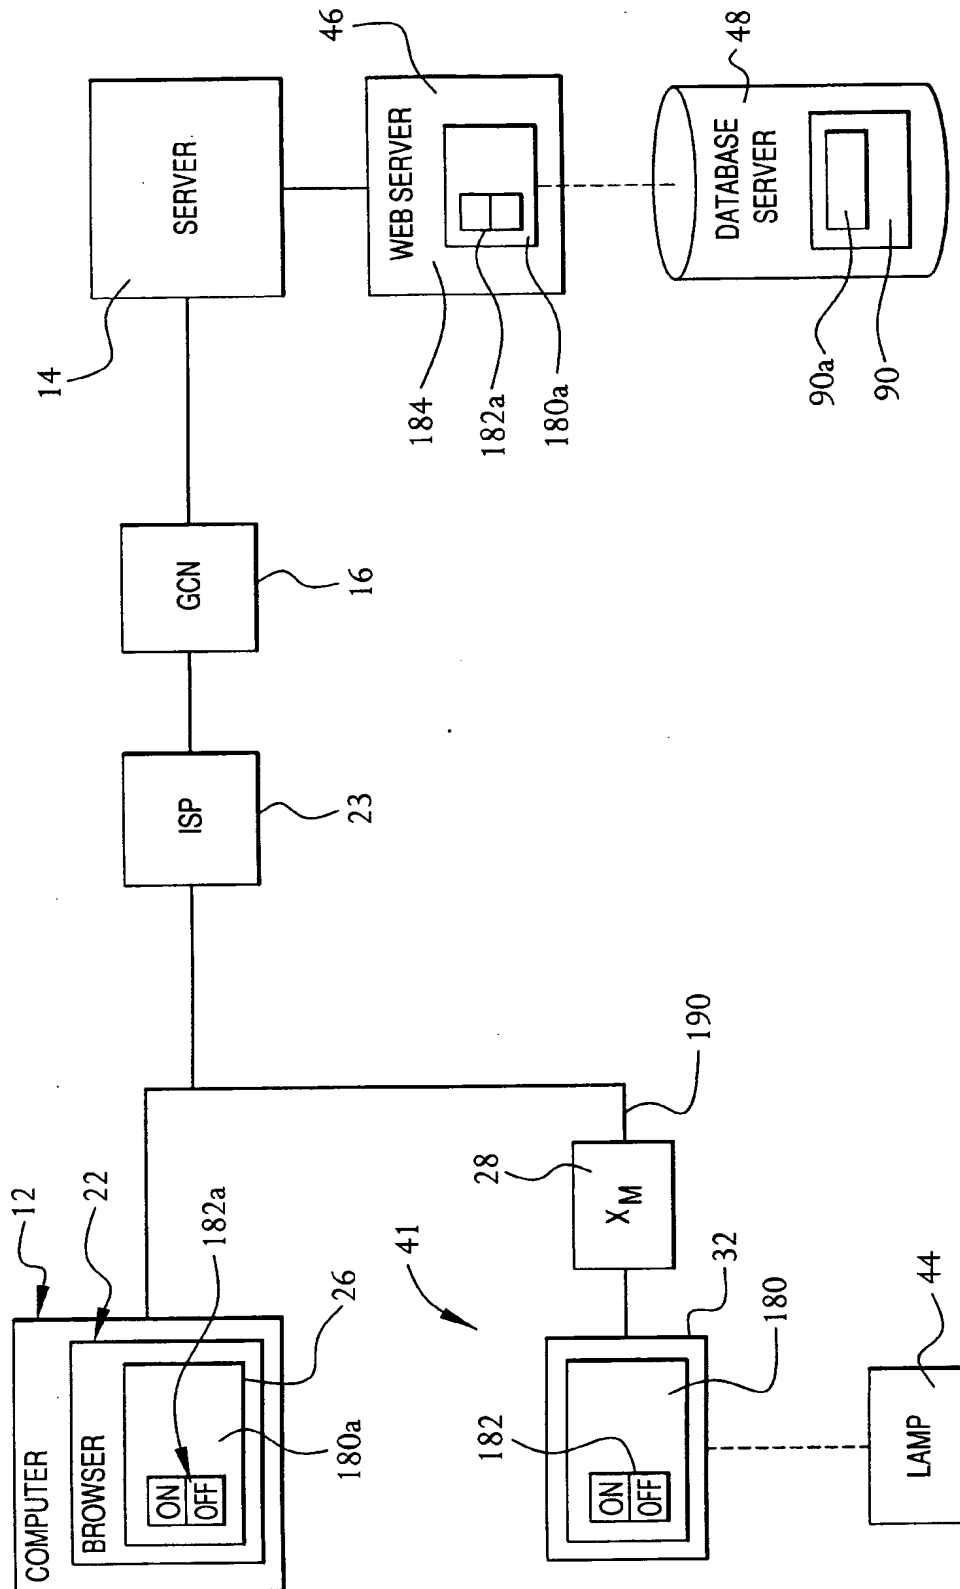 COMPUTER
12
BROWSER
22
ON
OFF
182a
180a
26
41
182
ON
OFF
180
32
LAMP
44
X M
28
190
ISP
23
GCN
16
SERVER
14
WEB SERVER
46
184
182a
180a
DATABASE
SERVER
48
90a
90